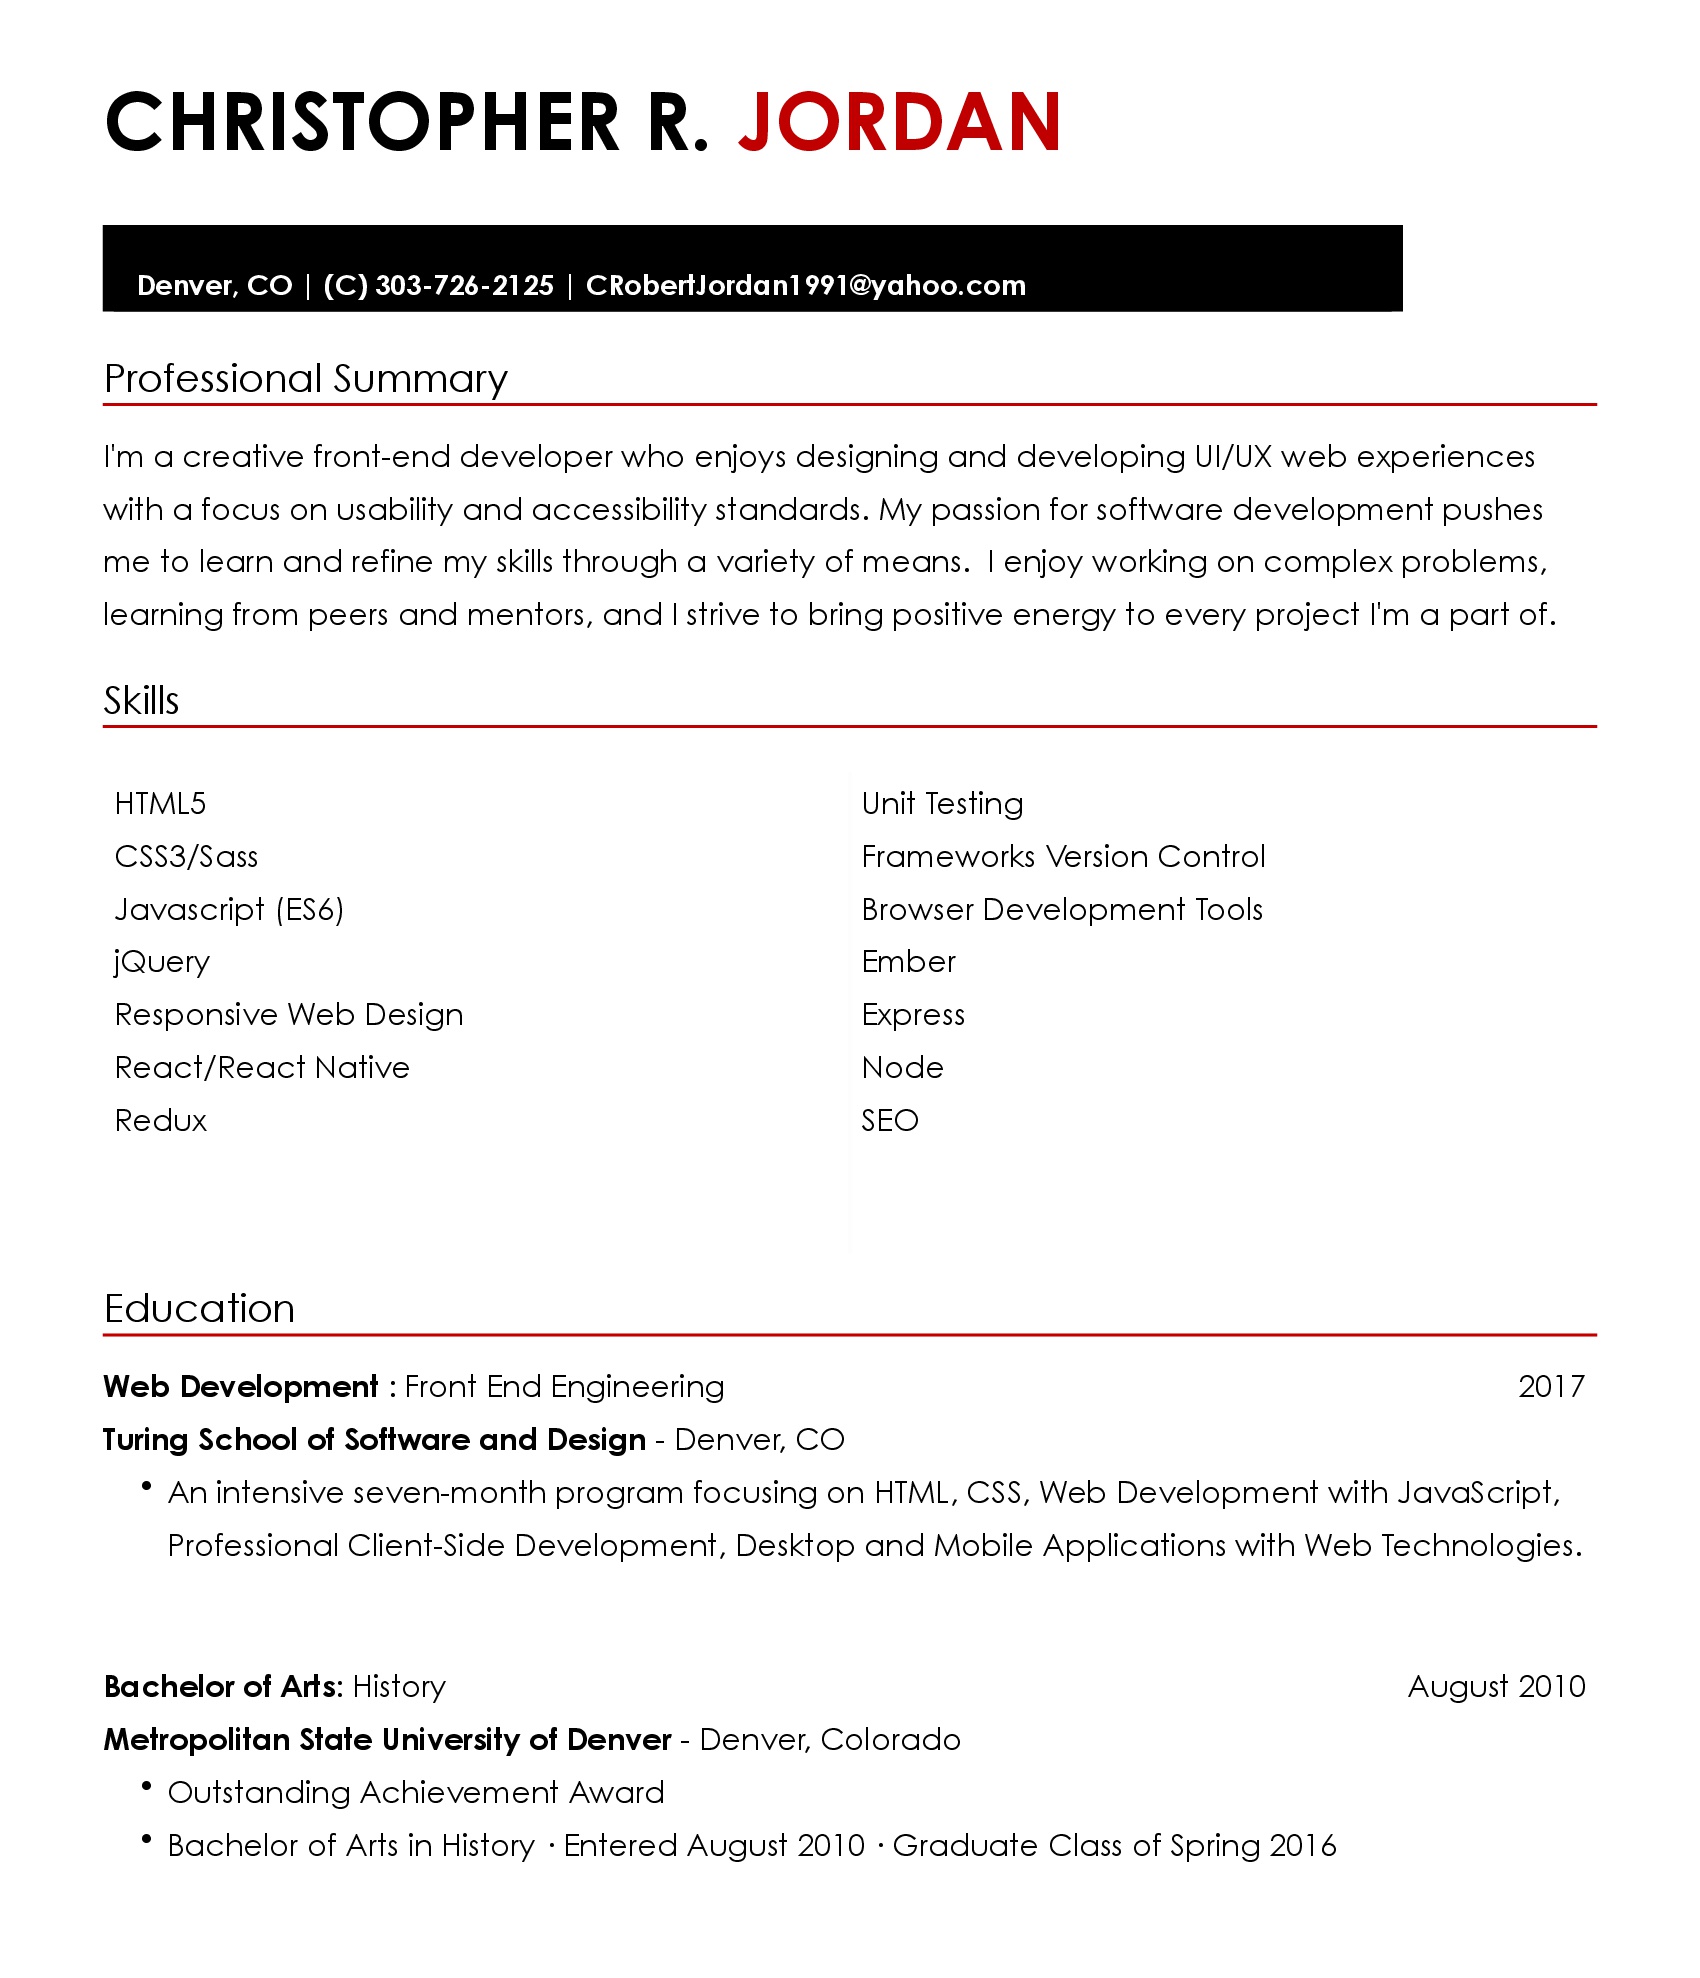 CHRISTOPHER R. JORDAN
Denver, CO | (C) 303-726-2125 | CRobertJordan1991@yahoo.com
Professional Summary
I'm a creative front-end developer who enjoys designing and developing UI/UX web experiences
with a focus on usability and accessibility standards. My passion for software development pushes
me to learn and refine my skills through a variety of means.  I enjoy working on complex problems,
learning from peers and mentors, and I strive to bring positive energy to every project I'm a part of.
Skills
HTML5
CSS3/Sass
Javascript (ES6)
jQuery
Responsive Web Design
React/React Native
Redux
Unit Testing
Frameworks Version Control
Browser Development Tools
Ember
Express
Node
SEO
Education
Web Development : Front End Engineering 2017
Turing School of Software and Design - Denver, CO
• An intensive seven-month program focusing on HTML, CSS, Web Development with JavaScript,
Professional Client-Side Development, Desktop and Mobile Applications with Web Technologies.
Bachelor of Arts: History August 2010
Metropolitan State University of Denver - Denver, Colorado
• Outstanding Achievement Award
• Bachelor of Arts in History · Entered August 2010 · Graduate Class of Spring 2016